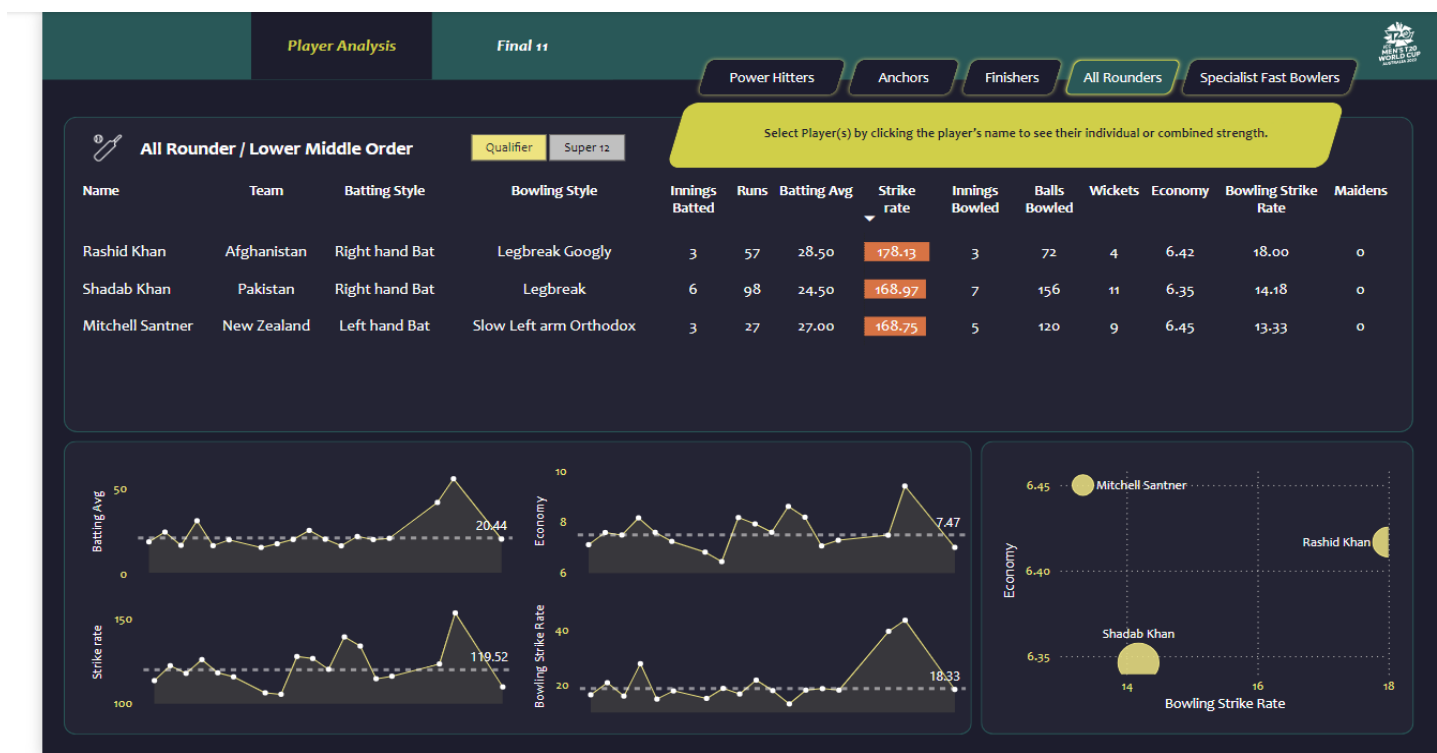 Player Analysis
Final 11
MEN'S T20
WORLD CUP
Power Hitters
Anchors
Finishers
All Rounders
Specialist Fast Bowlers
Select Player(s) by clicking the player's name to see their individual or combined strength.
All Rounder / Lower Middle Order
Qualifier
Super 12
Name Team Batting Style Bowling Style Innings Batted Runs Batting Avg Strike rate Innings Bowled Balls Bowled Wickets Economy Bowling Strike Rate Maidens
Rashid Khan Afghanistan Right hand Bat Legbreak Googly 3 57 28.50 178.13 3 72 4 6.42 18.00 0
Shadab Khan Pakistan Right hand Bat Legbreak 6 98 24.50 168.97 7 156 11 6.35 14.18 0
Mitchell Santner New Zealand Left hand Bat Slow Left arm Orthodox 3 27 27.00 168.75 5 120 9 6.45 13.33 0
Batting Avg
50
0
20.44
Economy
10
8
6
7.47
Strike rate
150
100
119.52
Bowling Strike Rate
40
20
18.33
Economy
6.45
6.40
6.35
Mitchell Santner
Rashid Khan
Shadab Khan
14
16
18
Bowling Strike Rate